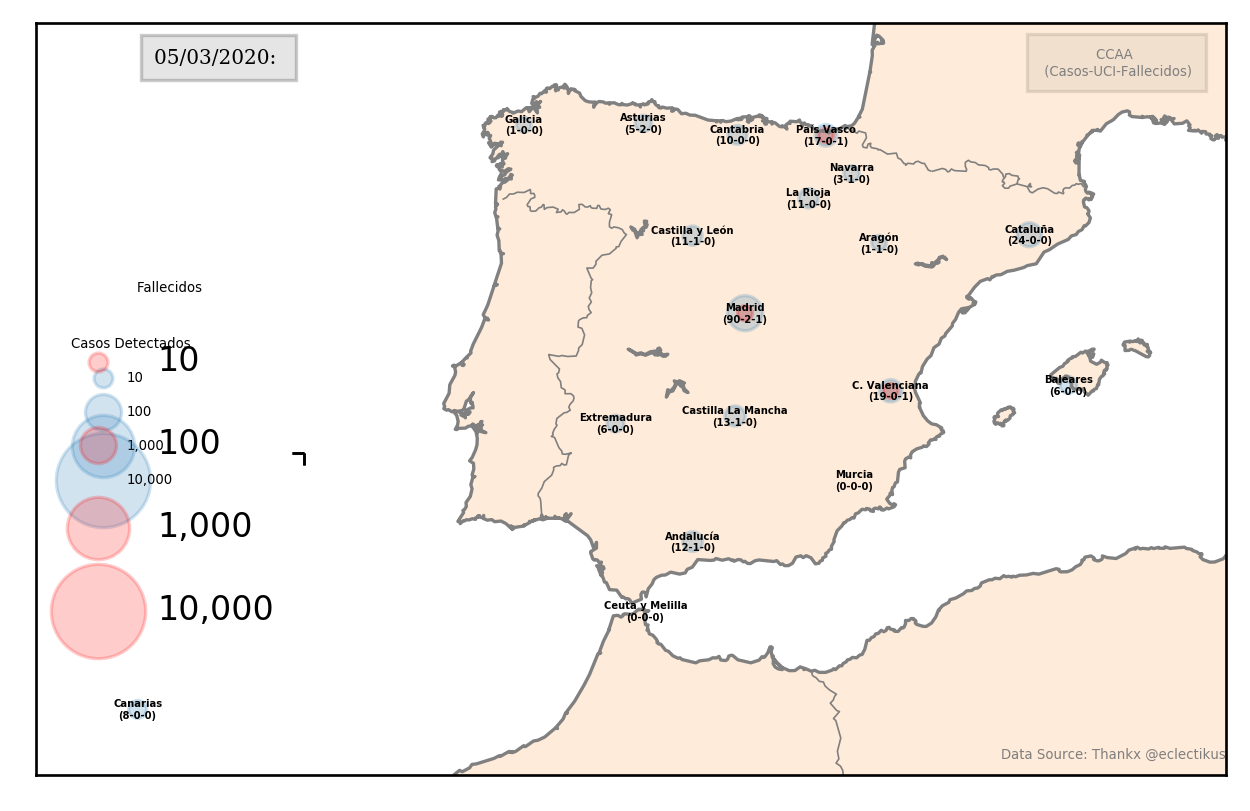 05/03/2020:
CCAA
(Casos-UCI-Fallecidos)
Galicia
(1-0-0)
Asturias
(5-2-0)
Cantabria
(10-0-0)
Pais Vasco
(17-0-1)
Navarra
(3-1-0)
La Rioja
(11-0-0)
Castilla y León
(11-1-0)
Aragón
(1-1-0)
Cataluña
(24-0-0)
Madrid
(90-2-1)
C. Valenciana
(19-0-1)
Baleares
(6-0-0)
Extremadura
(6-0-0)
Castilla La Mancha
(13-1-0)
Murcia
(0-0-0)
Andalucía
(12-1-0)
Ceuta y Melilla
(0-0-0)
Canarias
(8-0-0)
Fallecidos
10
100
1,000
10,000
Casos Detectados
10
100
1,000
10,000
Data Source: Thankx @eclectikus